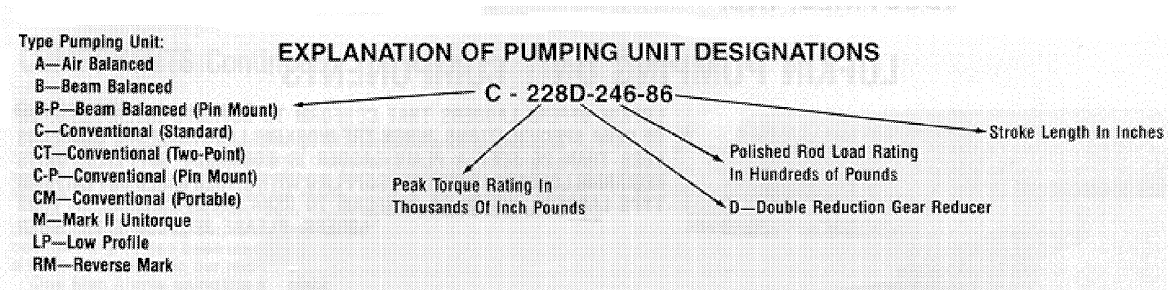 Type Pumping Unit:
EXPLANATION OF PUMPING UNIT DESIGNATIONS
A—Air Balanced
B—Beam Balanced
B-P—Beam Balanced (Pin Mount)
C—Conventional (Standard)
CT—Conventional (Two-Point)
C-P—Conventional (Pin Mount)
CM—Conventional (Portable)
M—Mark II Unitorque
LP—Low Profile
RM—Reverse Mark
C - 228D-246-86
Peak Torque Rating In
Thousands Of Inch Pounds
Polished Rod Load Rating
In Hundreds of Pounds
D—Double Reduction Gear Reducer
Stroke Length In Inches